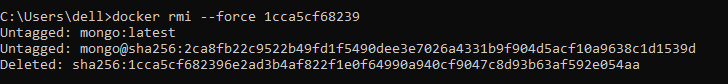 C:\Users\dell>docker rmi --force 1cca5cf68239
Untagged: mongo:latest
Untagged: mongo@sha256:2ca8fb22c9522b49fd1f5490dee3e7026a4331b9f904d5acf10a9638c1d1539d
Deleted: sha256:1cca5cf682396e2ad3b4af822f1e0f64990a940cf9047c8d93b63af592e054aa